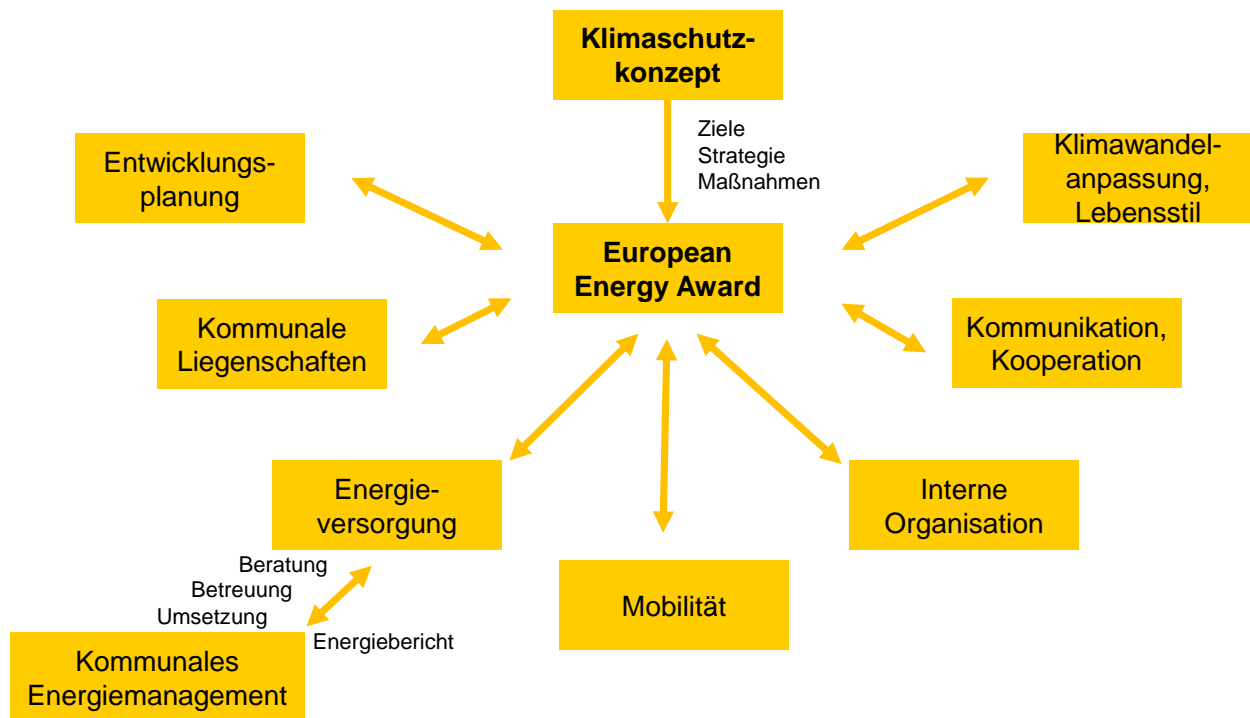 Klimaschutz-
konzept
Ziele
Strategie
Maßnahmen
Entwicklungs-
planung
Klimawandel-
anpassung,
Lebensstil
European
Energy Award
Kommunale
Liegenschaften
Kommunikation,
Kooperation
Energie-
versorgung
Interne
Organisation
Mobilität
Beratung
Betreuung
Umsetzung
Energiebericht
Kommunales
Energiemanagement